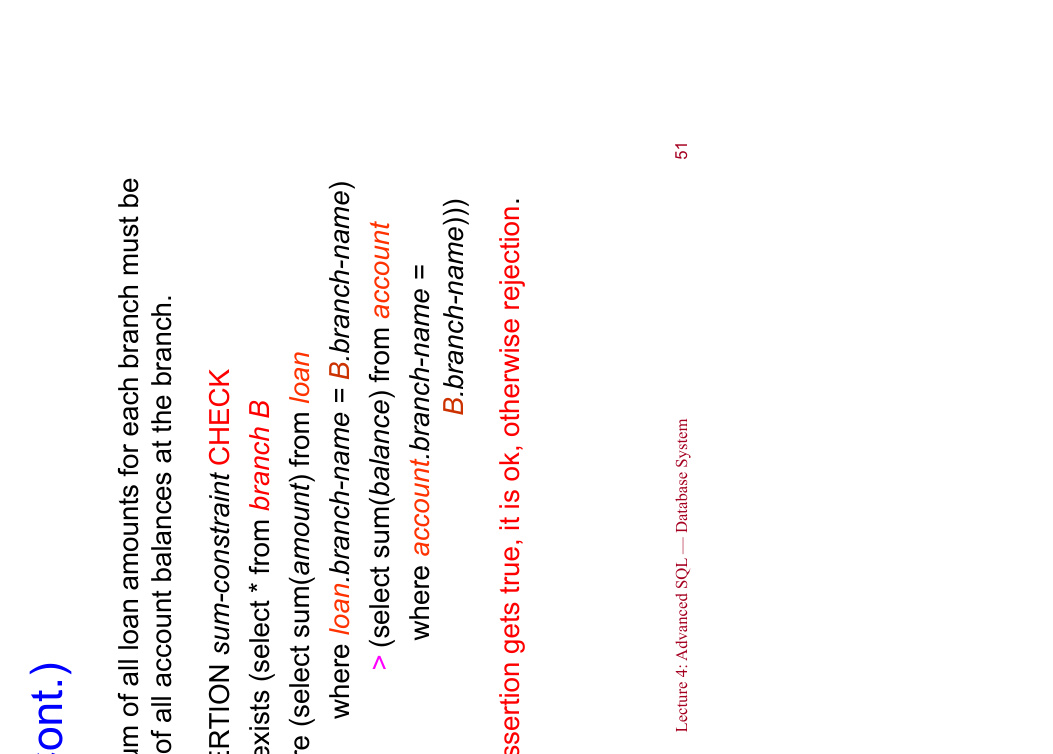 ont.)
um of all loan amounts for each branch must be
of all account balances at the branch.
ERTION sum-constraint CHECK
exists (select * from branch B
re (select sum(amount) from loan
where loan.branch-name = B.branch-name)
> (select sum(balance) from account
where account.branch-name =
B.branch-name)))
ssertion gets true, it is ok, otherwise rejection.
Lecture 4: Advanced SQL — Database System
51